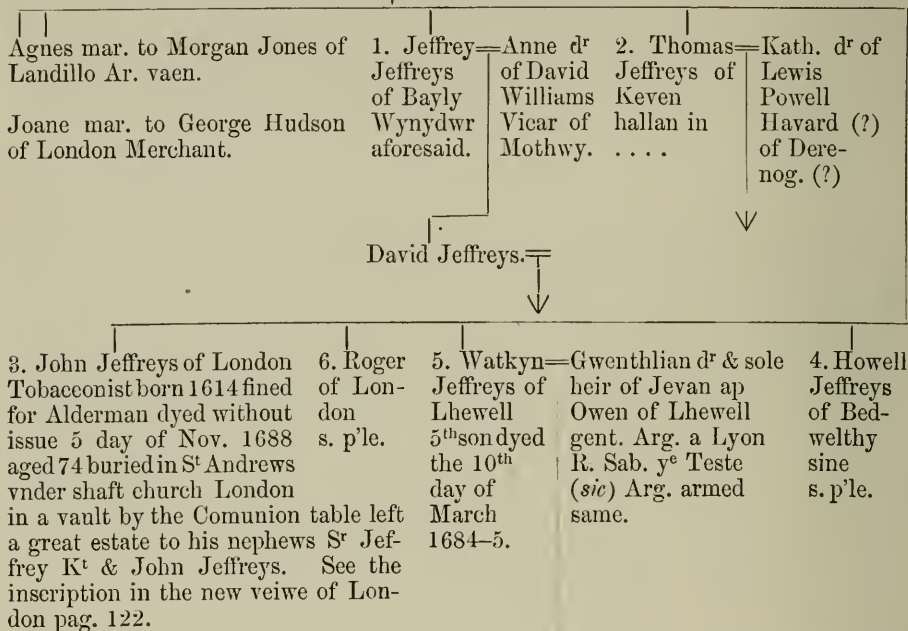 Agnes mar. to Morgan Jones of
Landillo Ar. vaen.
Joane mar. to George Hudson
of London Merchant.
1. Jeffrey=Anne dʳ
Jeffreys of David
of Bayly Williams
Wynydwr Vicar of
aforesaid. Mothwy.
2. Thomas=Kath. dʳ of
Jeffreys of Lewis
Keven Powell
hallan in Havard (?)
. . . . of Dere-
nog. (?)
David Jeffreys.=
3. John Jeffreys of London
Tobacconist born 1614 fined
for Alderman dyed without
issue 5 day of Nov. 1688
aged 74 buried in Sᵗ Andrews
vnder shaft church London
in a vault by the Comunion table left
a great estate to his nephews Sʳ Jef-
frey Kᵗ & John Jeffreys. See the
inscription in the new veiwe of Lon-
don pag. 122.
6. Roger
of Lon-
don
s. p'le.
5. Watkyn=Gwenthlian dʳ & sole
Jeffreys of heir of Jevan ap
Lhewell Owen of Lhewell
5ᵗʰ son dyed gent. Arg. a Lyon
the 10ᵗʰ R. Sab. yᵉ Teste
day of (sic) Arg. armed
March same.
1684–5.
4. Howell
Jeffreys
of Bed-
welthy
sine
s. p'le.